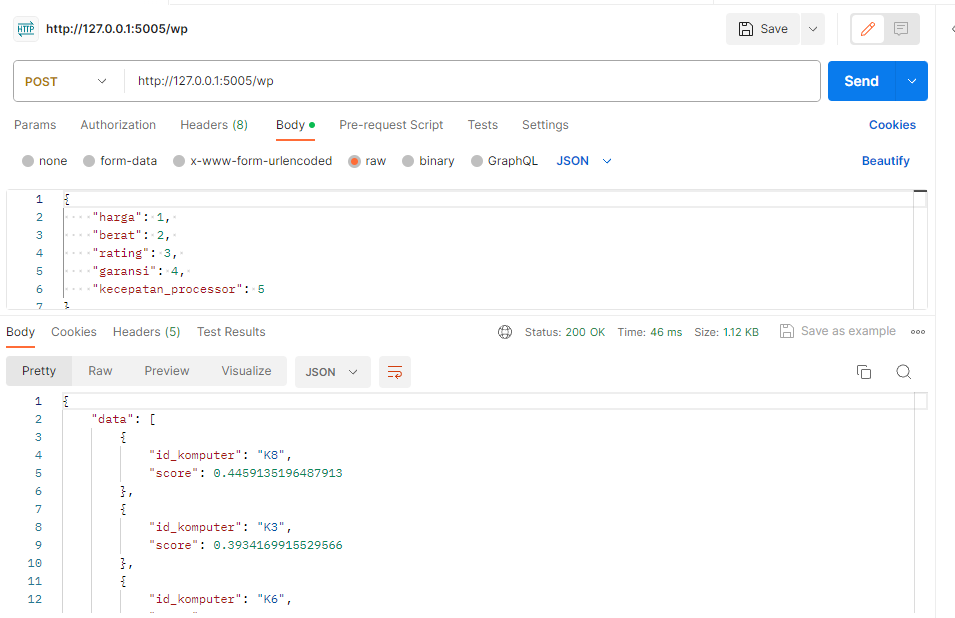 HTTP http://127.0.0.1:5005/wp Save
POST http://127.0.0.1:5005/wp Send
Params Authorization Headers (8) Body Pre-request Script Tests Settings Cookies
none form-data x-www-form-urlencoded raw binary GraphQL JSON Beautify
1 {
2 "harga": 1,
3 "berat": 2,
4 "rating": 3,
5 "garansi": 4,
6 "kecepatan_processor": 5
7 }
Body Cookies Headers (5) Test Results Status: 200 OK Time: 46 ms Size: 1.12 KB Save as example
Pretty Raw Preview Visualize JSON
1 {
2 "data": [
3 {
4 "id_komputer": "K8",
5 "score": 0.4459135196487913
6 },
7 {
8 "id_komputer": "K3",
9 "score": 0.3934169915529566
10 },
11 {
12 "id_komputer": "K6",